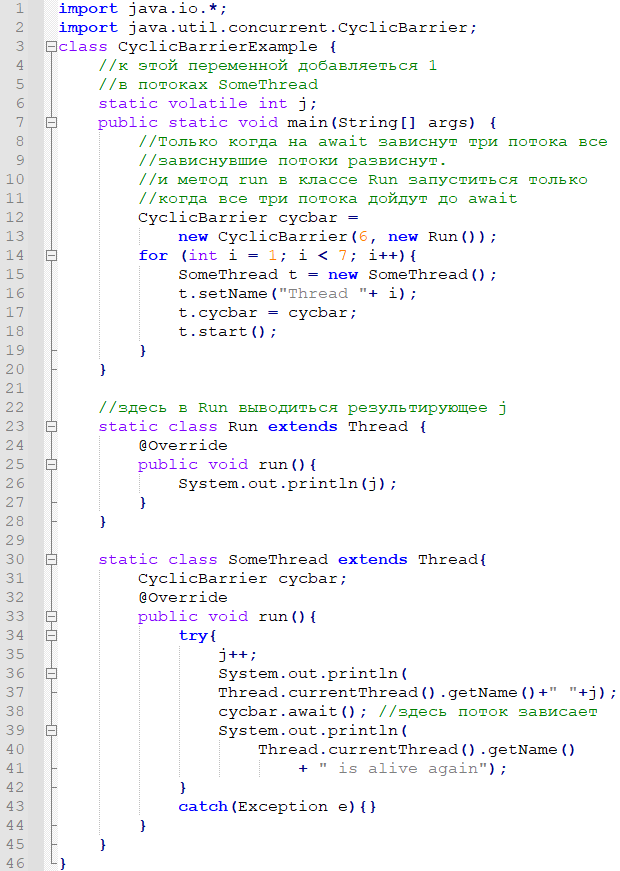 1 import java.io.*;
2 import java.util.concurrent.CyclicBarrier;
3 class CyclicBarrierExample {
4 //к этой переменной добавляеться 1
5 //в потоках SomeThread
6 static volatile int j;
7 public static void main(String[] args) {
8 //Только когда на await зависнут три потока все
9 //зависнувшие потоки развиснут.
10 //и метод run в классе Run запуститься только
11 //когда все три потока дойдут до await
12 CyclicBarrier cycbar =
13 new CyclicBarrier(6, new Run());
14 for (int i = 1; i < 7; i++){
15 SomeThread t = new SomeThread();
16 t.setName("Thread "+ i);
17 t.cycbar = cycbar;
18 t.start();
19 }
20 }
21
22 //здесь в Run выводиться результирующее j
23 static class Run extends Thread {
24 @Override
25 public void run(){
26 System.out.println(j);
27 }
28 }
29
30 static class SomeThread extends Thread{
31 CyclicBarrier cycbar;
32 @Override
33 public void run(){
34 try{
35 j++;
36 System.out.println(
37 Thread.currentThread().getName()+" "+j);
38 cycbar.await(); //здесь поток зависает
39 System.out.println(
40 Thread.currentThread().getName()
41 + " is alive again");
42 }
43 catch(Exception e){}
44 }
45 }
46 }